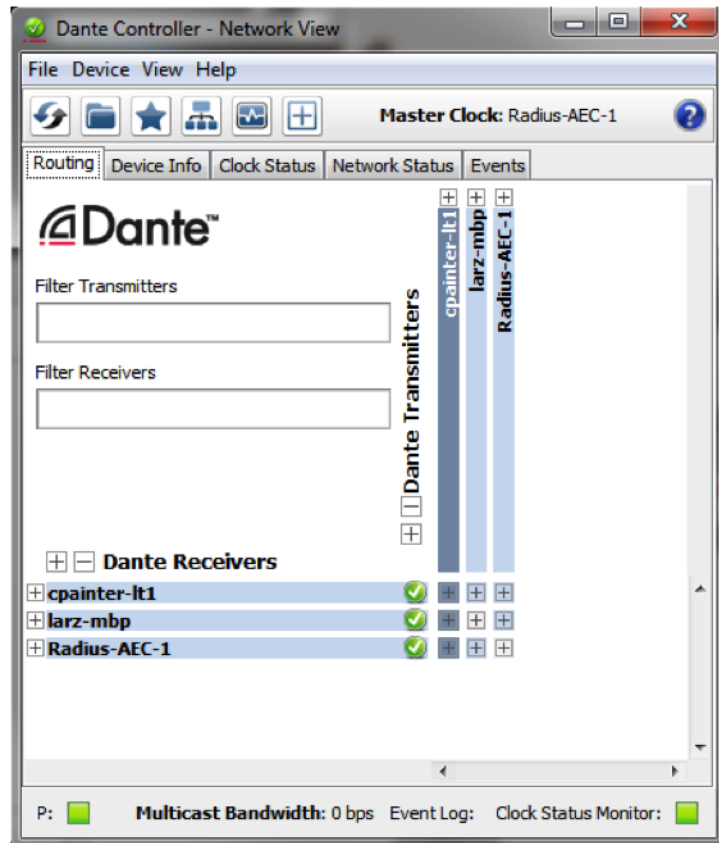 Dante Controller - Network View
File Device View Help
Master Clock: Radius-AEC-1
Routing Device Info Clock Status Network Status Events
Dante™
Filter Transmitters
Filter Receivers
Dante Transmitters
cpainter-lt1
larz-mbp
Radius-AEC-1
Dante Receivers
cpainter-lt1
larz-mbp
Radius-AEC-1
P: Multicast Bandwidth: 0 bps Event Log: Clock Status Monitor: